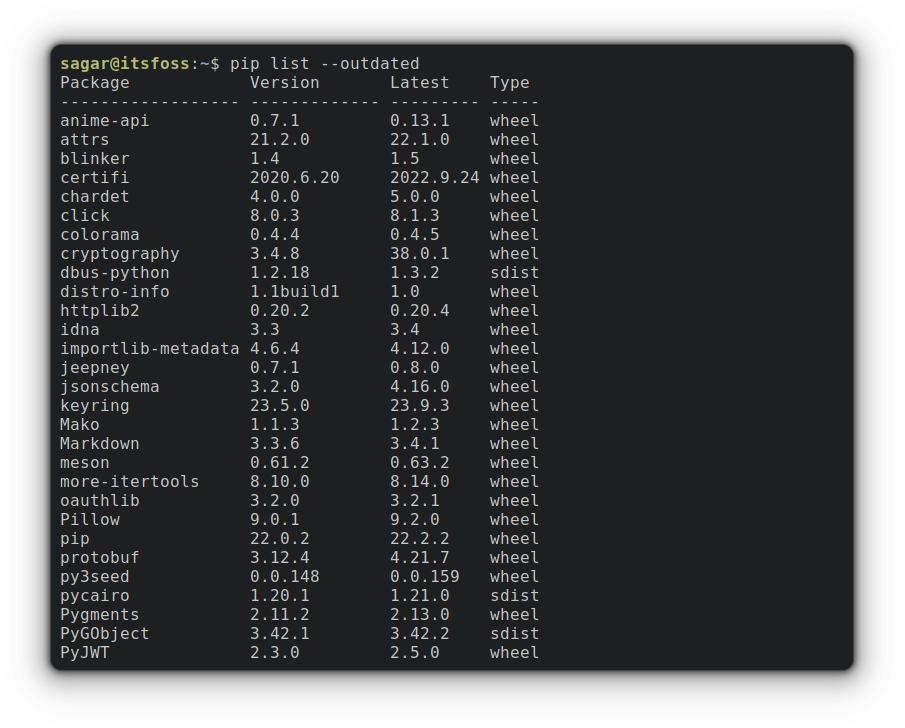 sagar@itsfoss:~$ pip list --outdated
Package            Version       Latest    Type
------------------ ------------- --------- -----
anime-api          0.7.1         0.13.1    wheel
attrs              21.2.0        22.1.0    wheel
blinker            1.4           1.5       wheel
certifi            2020.6.20     2022.9.24 wheel
chardet            4.0.0         5.0.0     wheel
click              8.0.3         8.1.3     wheel
colorama           0.4.4         0.4.5     wheel
cryptography       3.4.8         38.0.1    wheel
dbus-python        1.2.18        1.3.2     sdist
distro-info        1.1build1     1.0       wheel
httplib2           0.20.2        0.20.4    wheel
idna               3.3           3.4       wheel
importlib-metadata 4.6.4         4.12.0    wheel
jeepney            0.7.1         0.8.0     wheel
jsonschema         3.2.0         4.16.0    wheel
keyring            23.5.0        23.9.3    wheel
Mako               1.1.3         1.2.3     wheel
Markdown           3.3.6         3.4.1     wheel
meson              0.61.2        0.63.2    wheel
more-itertools     8.10.0        8.14.0    wheel
oauthlib           3.2.0         3.2.1     wheel
Pillow             9.0.1         9.2.0     wheel
pip                22.0.2        22.2.2    wheel
protobuf           3.12.4        4.21.7    wheel
py3seed            0.0.148       0.0.159   wheel
pycairo            1.20.1        1.21.0    sdist
Pygments           2.11.2        2.13.0    wheel
PyGObject          3.42.1        3.42.2    sdist
PyJWT              2.3.0         2.5.0     wheel